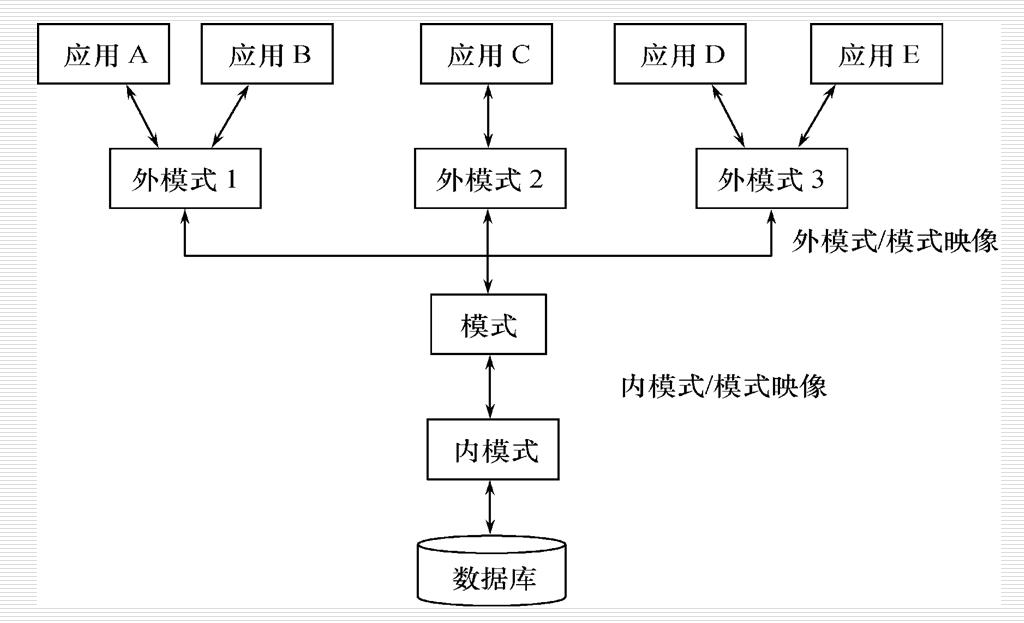 应用 A
应用 B
应用 C
应用 D
应用 E
外模式 1
外模式 2
外模式 3
外模式/模式映像
模式
内模式/模式映像
内模式
数据库